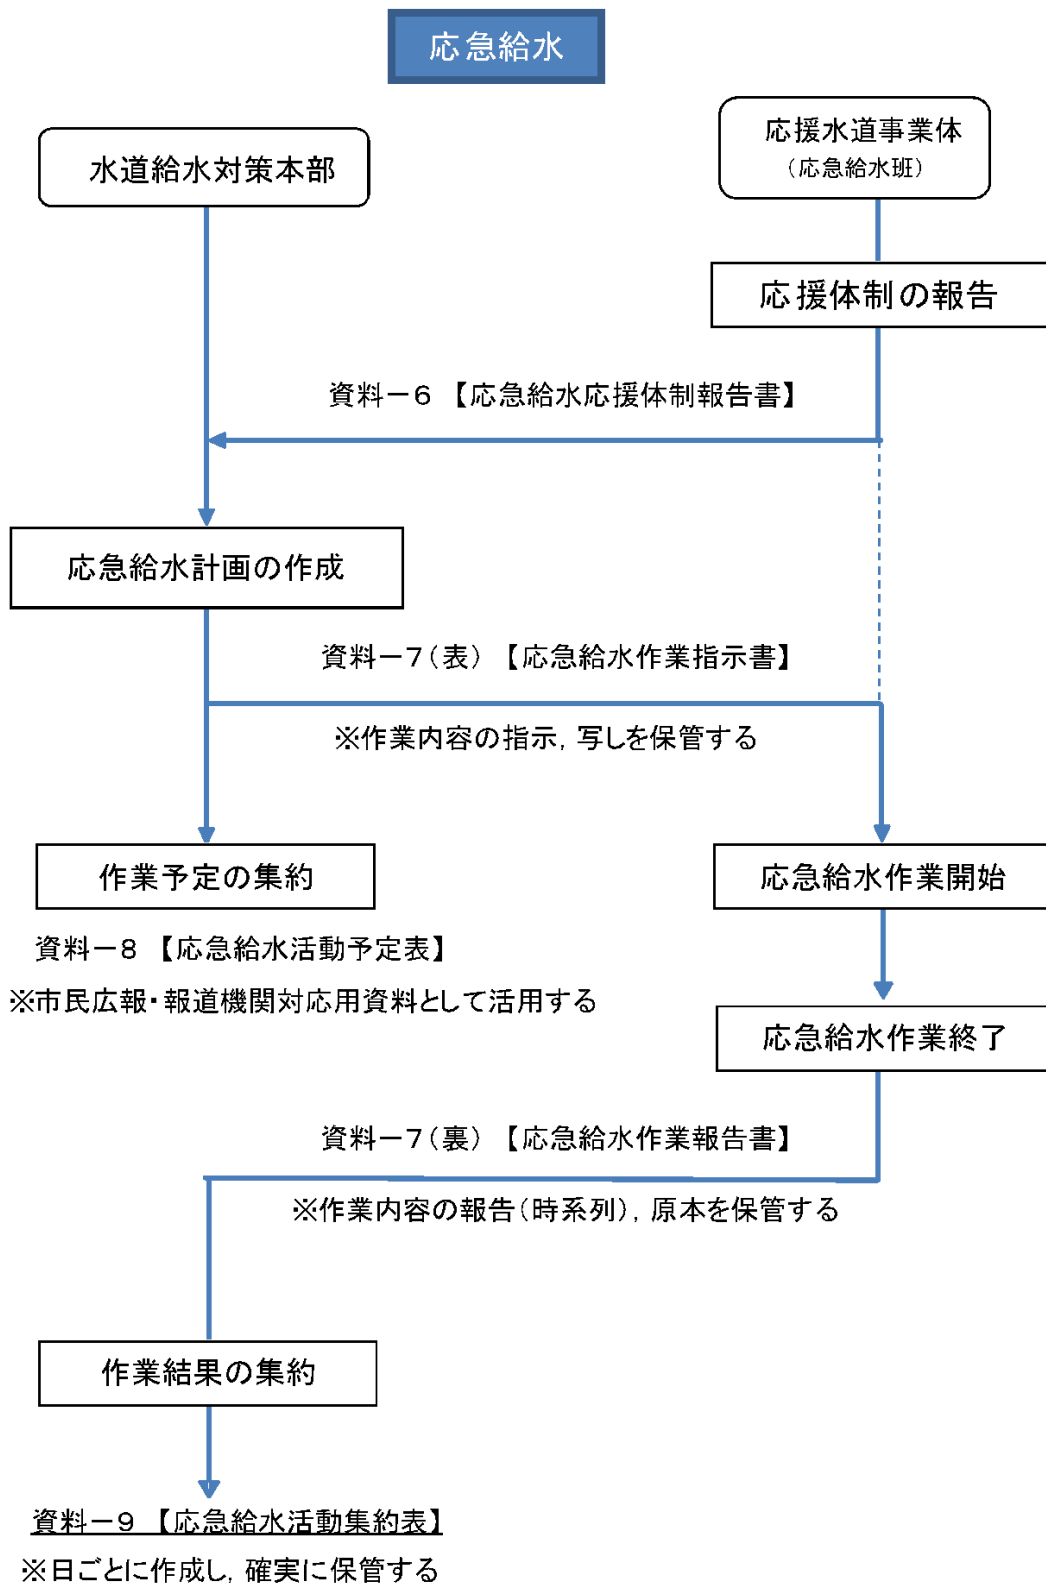 応急給水
水道給水対策本部
応援水道事業体
（応急給水班）
応援体制の報告
資料－６　【応急給水応援体制報告書】
応急給水計画の作成
資料－７（表）　【応急給水作業指示書】
※作業内容の指示，写しを保管する
作業予定の集約
応急給水作業開始
資料－８　【応急給水活動予定表】
※市民広報・報道機関対応用資料として活用する
応急給水作業終了
資料－７（裏）　【応急給水作業報告書】
※作業内容の報告（時系列），原本を保管する
作業結果の集約
資料－９　【応急給水活動集約表】
※日ごとに作成し，確実に保管する